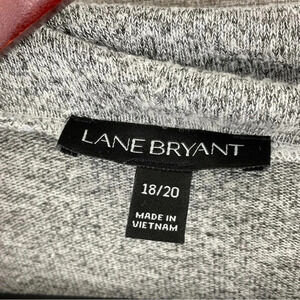 LANE BRYANT
18/20
MADE IN
VIETNAM